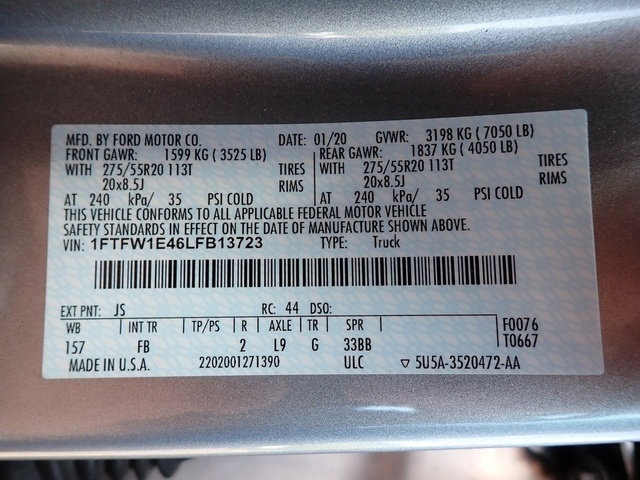 MFD. BY FORD MOTOR CO. DATE: 01/20 GVWR: 3198 KG ( 7050 LB)
FRONT GAWR: 1599 KG ( 3525 LB) REAR GAWR: 1837 KG ( 4050 LB)
WITH 275/55R20 113T TIRES WITH 275/55R20 113T TIRES
20x8.5J RIMS 20x8.5J RIMS
AT 240 kPa/ 35 PSI COLD AT 240 kPa/ 35 PSI COLD
THIS VEHICLE CONFORMS TO ALL APPLICABLE FEDERAL MOTOR VEHICLE
SAFETY STANDARDS IN EFFECT ON THE DATE OF MANUFACTURE SHOWN ABOVE.
VIN: 1FTFW1E46LFB13723 TYPE: Truck
EXT PNT: JS RC: 44 DSO:
WB INT TR TP/PS R AXLE TR SPR F0076
157 FB 2 L9 G 33BB T0667
MADE IN U.S.A. 2202001271390 ULC ▽ 5U5A-3520472-AA